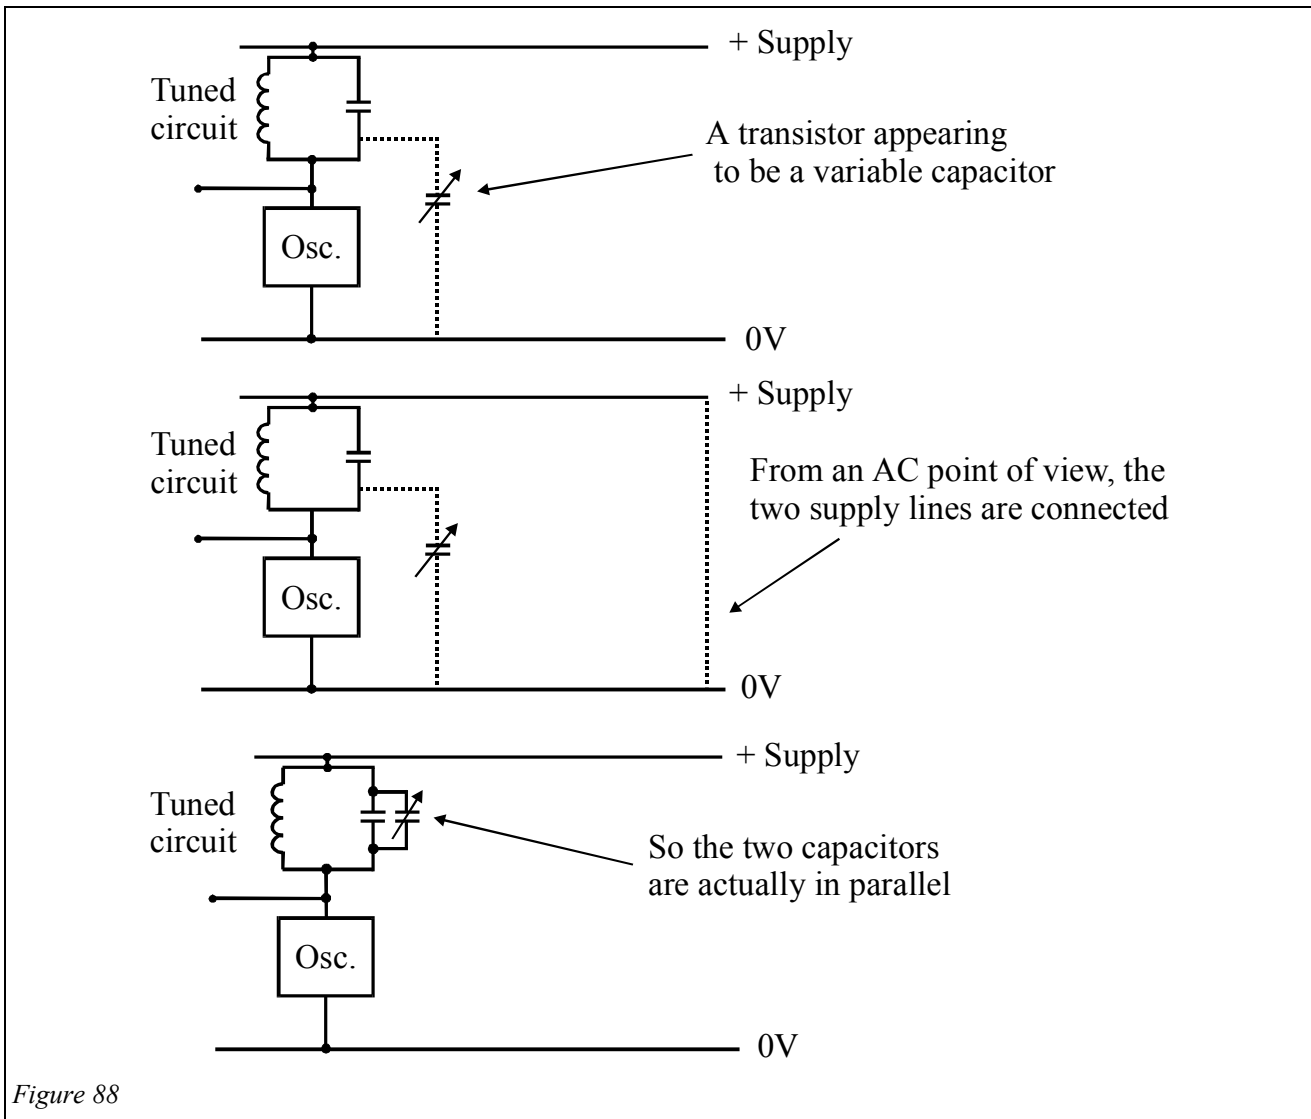 + Supply
Tuned
circuit
A transistor appearing
to be a variable capacitor
Osc.
0V
+ Supply
Tuned
circuit
From an AC point of view, the
two supply lines are connected
Osc.
0V
+ Supply
Tuned
circuit
So the two capacitors
are actually in parallel
Osc.
0V
Figure 88